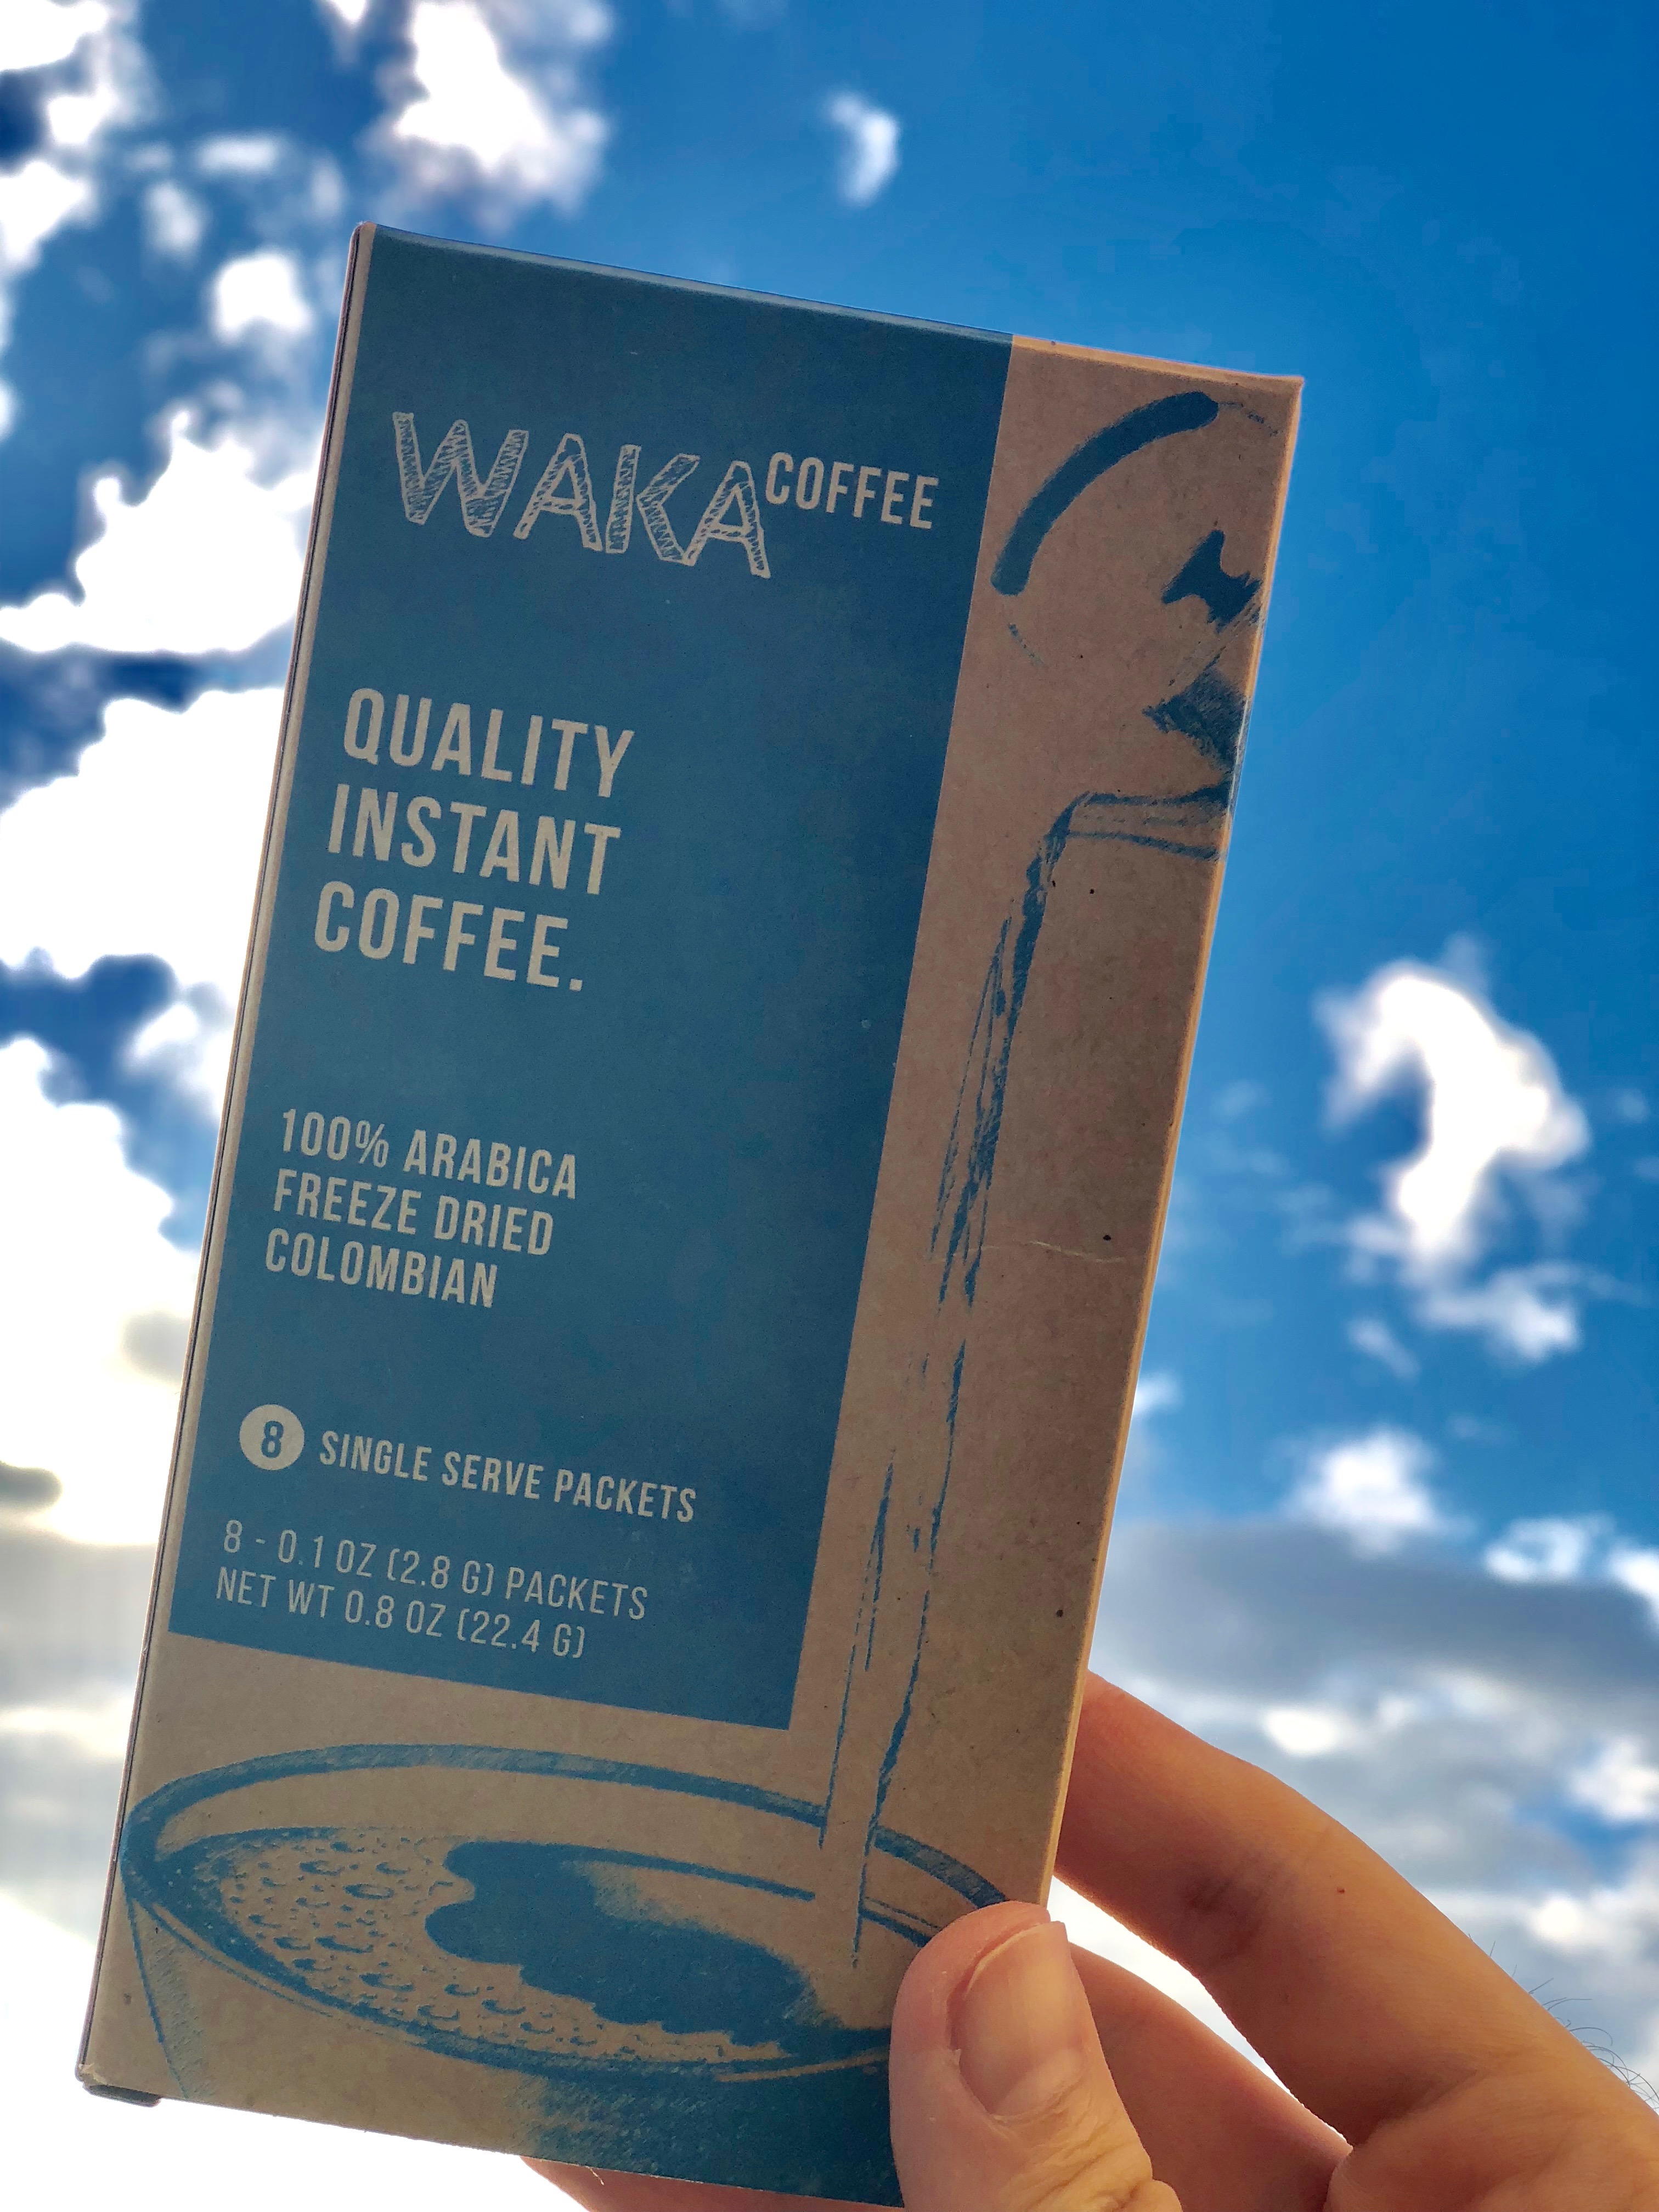 WAKA COFFEE
QUALITY
INSTANT
COFFEE.
100% ARABICA
FREEZE DRIED
COLOMBIAN
8 SINGLE SERVE PACKETS
8 - 0.1 OZ (2.8 G) PACKETS
NET WT 0.8 OZ (22.4 G)